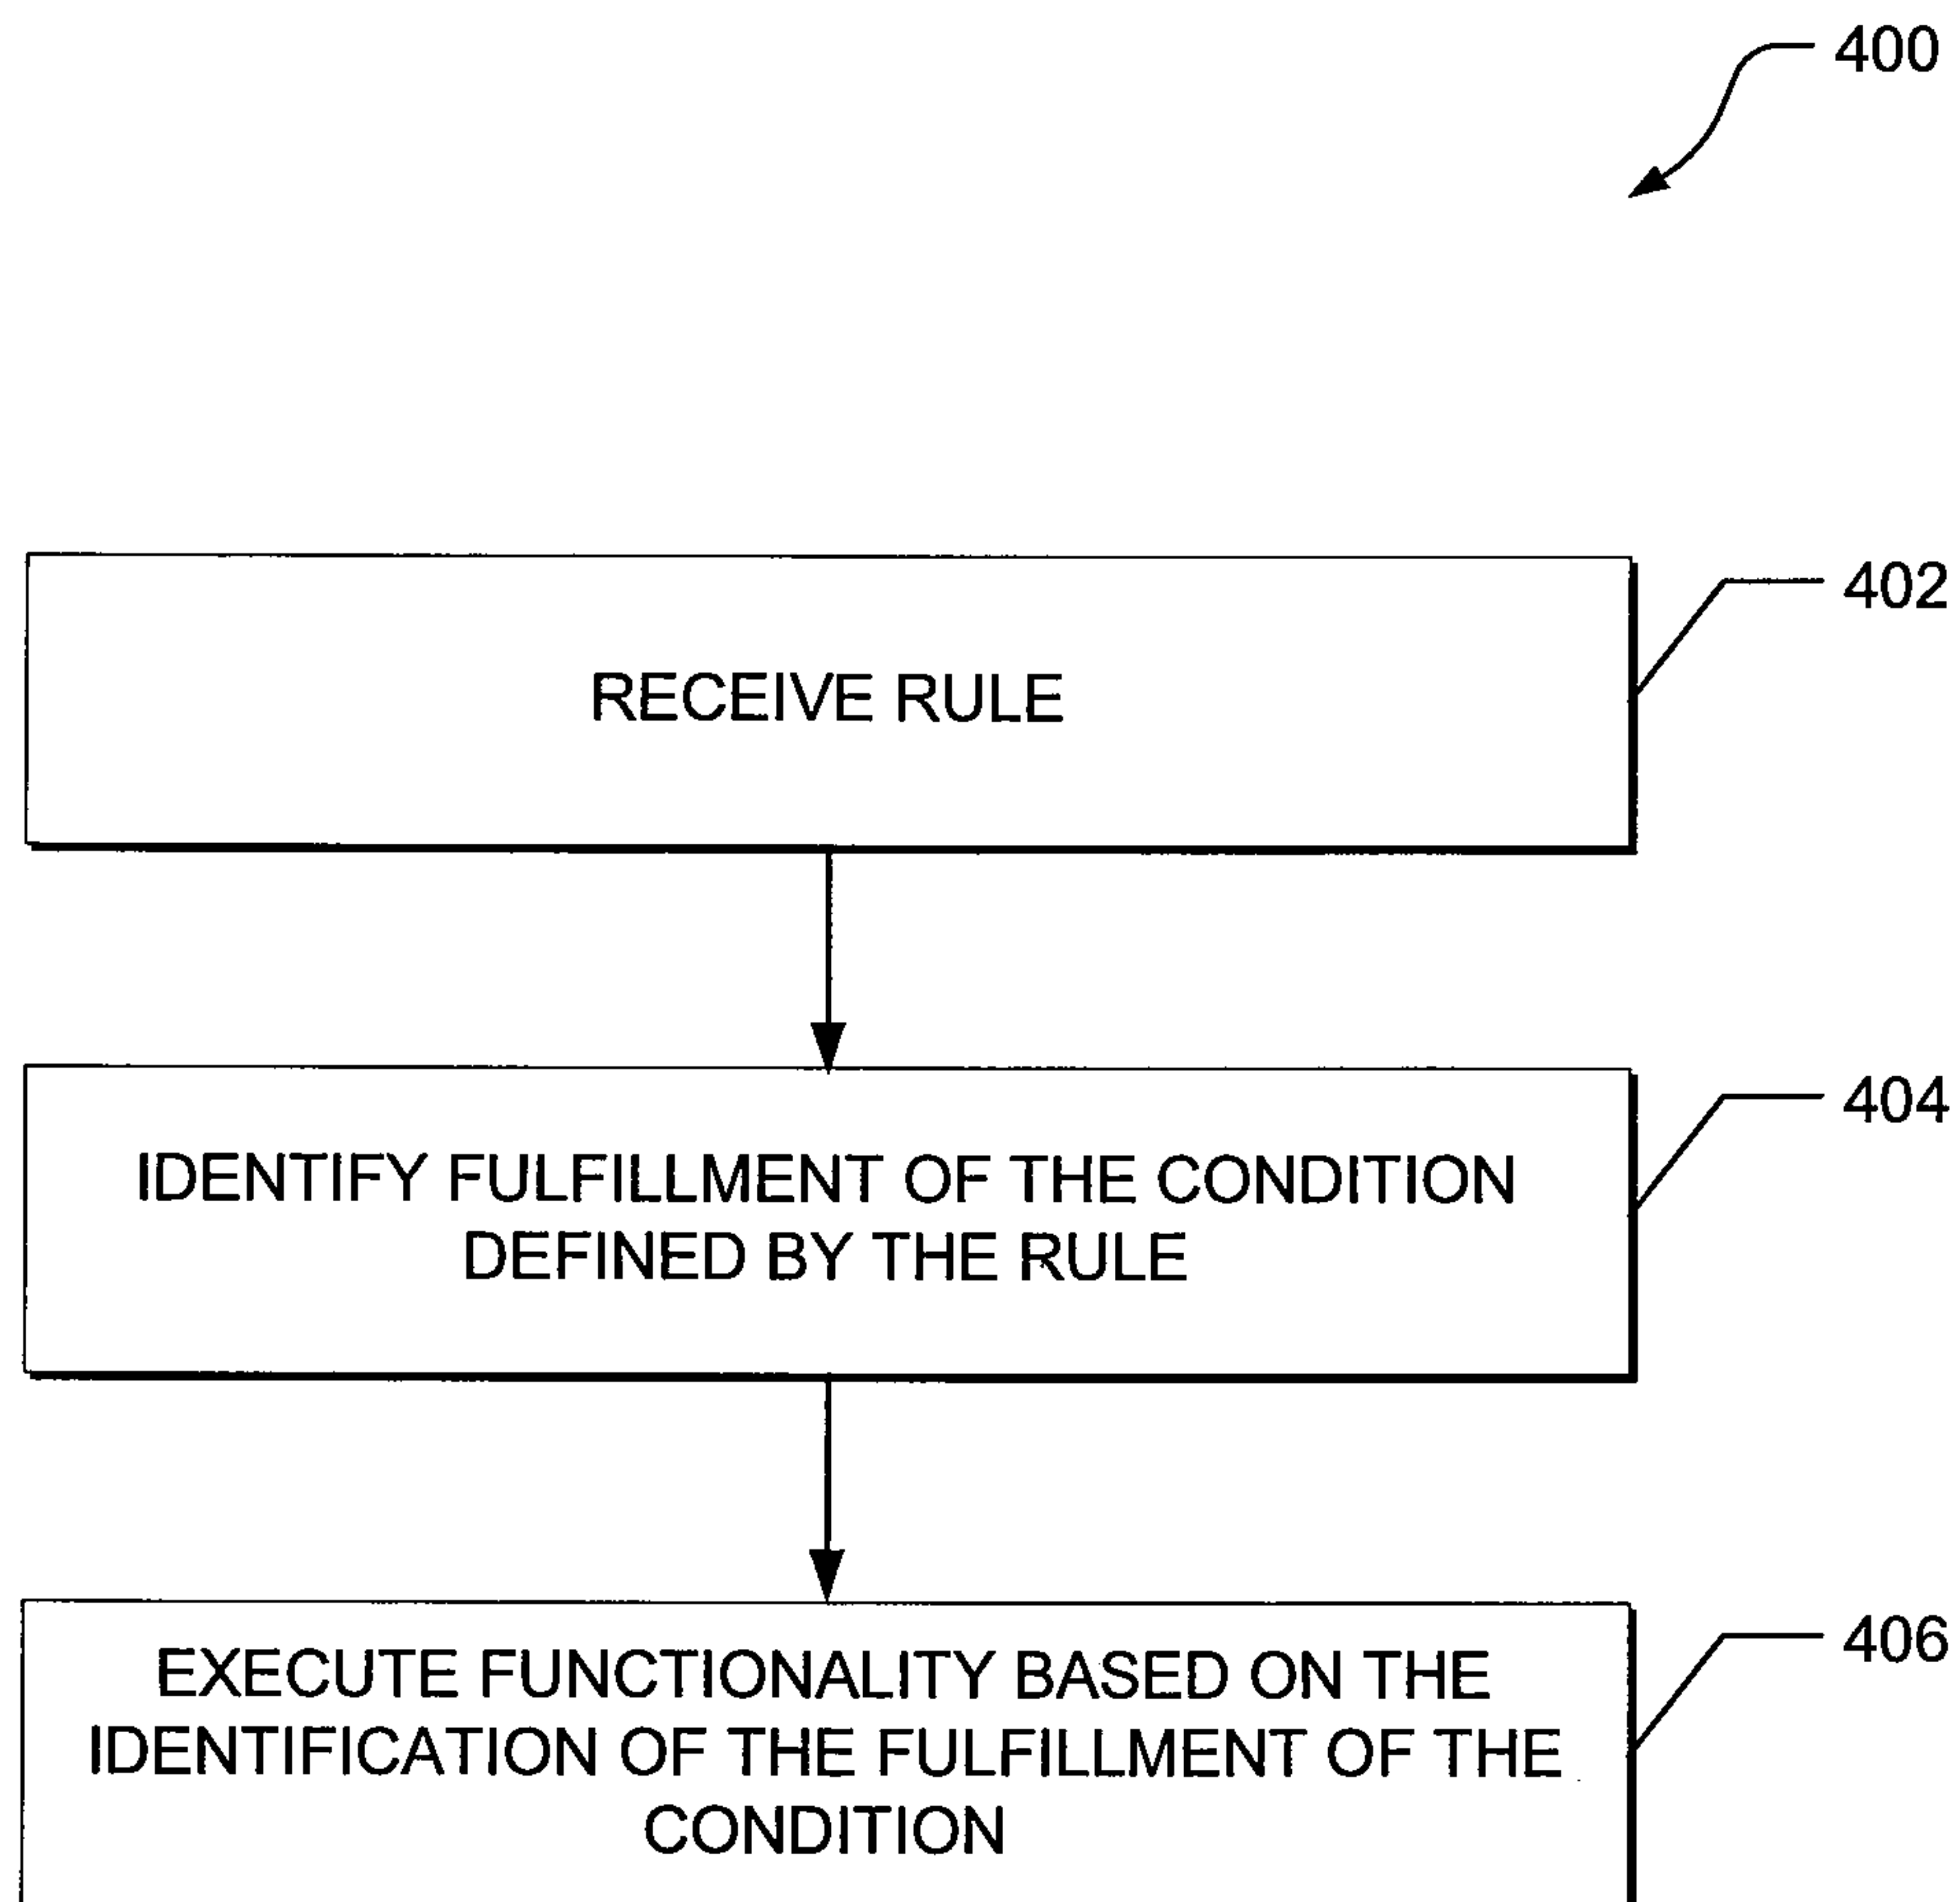 400
402
RECEIVE RULE
404
IDENTIFY FULFILLMENT OF THE CONDITION
DEFINED BY THE RULE
406
EXECUTE FUNCTIONALITY BASED ON THE
IDENTIFICATION OF THE FULFILLMENT OF THE
CONDITION